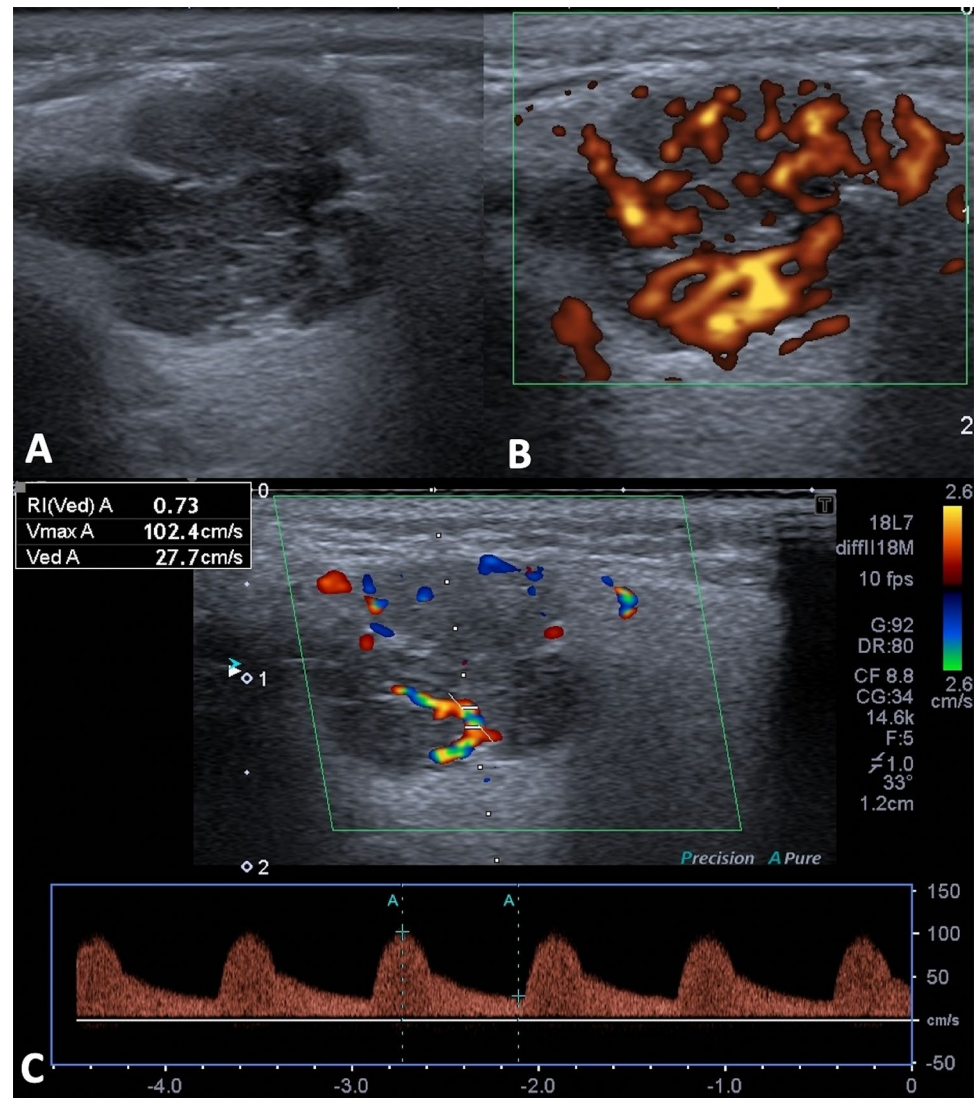 A
B
0
1
2
RI(Ved) A 0.73
Vmax A 102.4cm/s
Ved A 27.7cm/s
0
T
1
2
2.6
2.6
cm/s
18L7
diffII18M
10 fps
G:92
DR:80
CF 8.8
CG:34
14.6k
F:5
1.0
33°
1.2cm
Precision A Pure
A
A
150
100
50
cm/s
-50
C
-4.0
-3.0
-2.0
-1.0
0